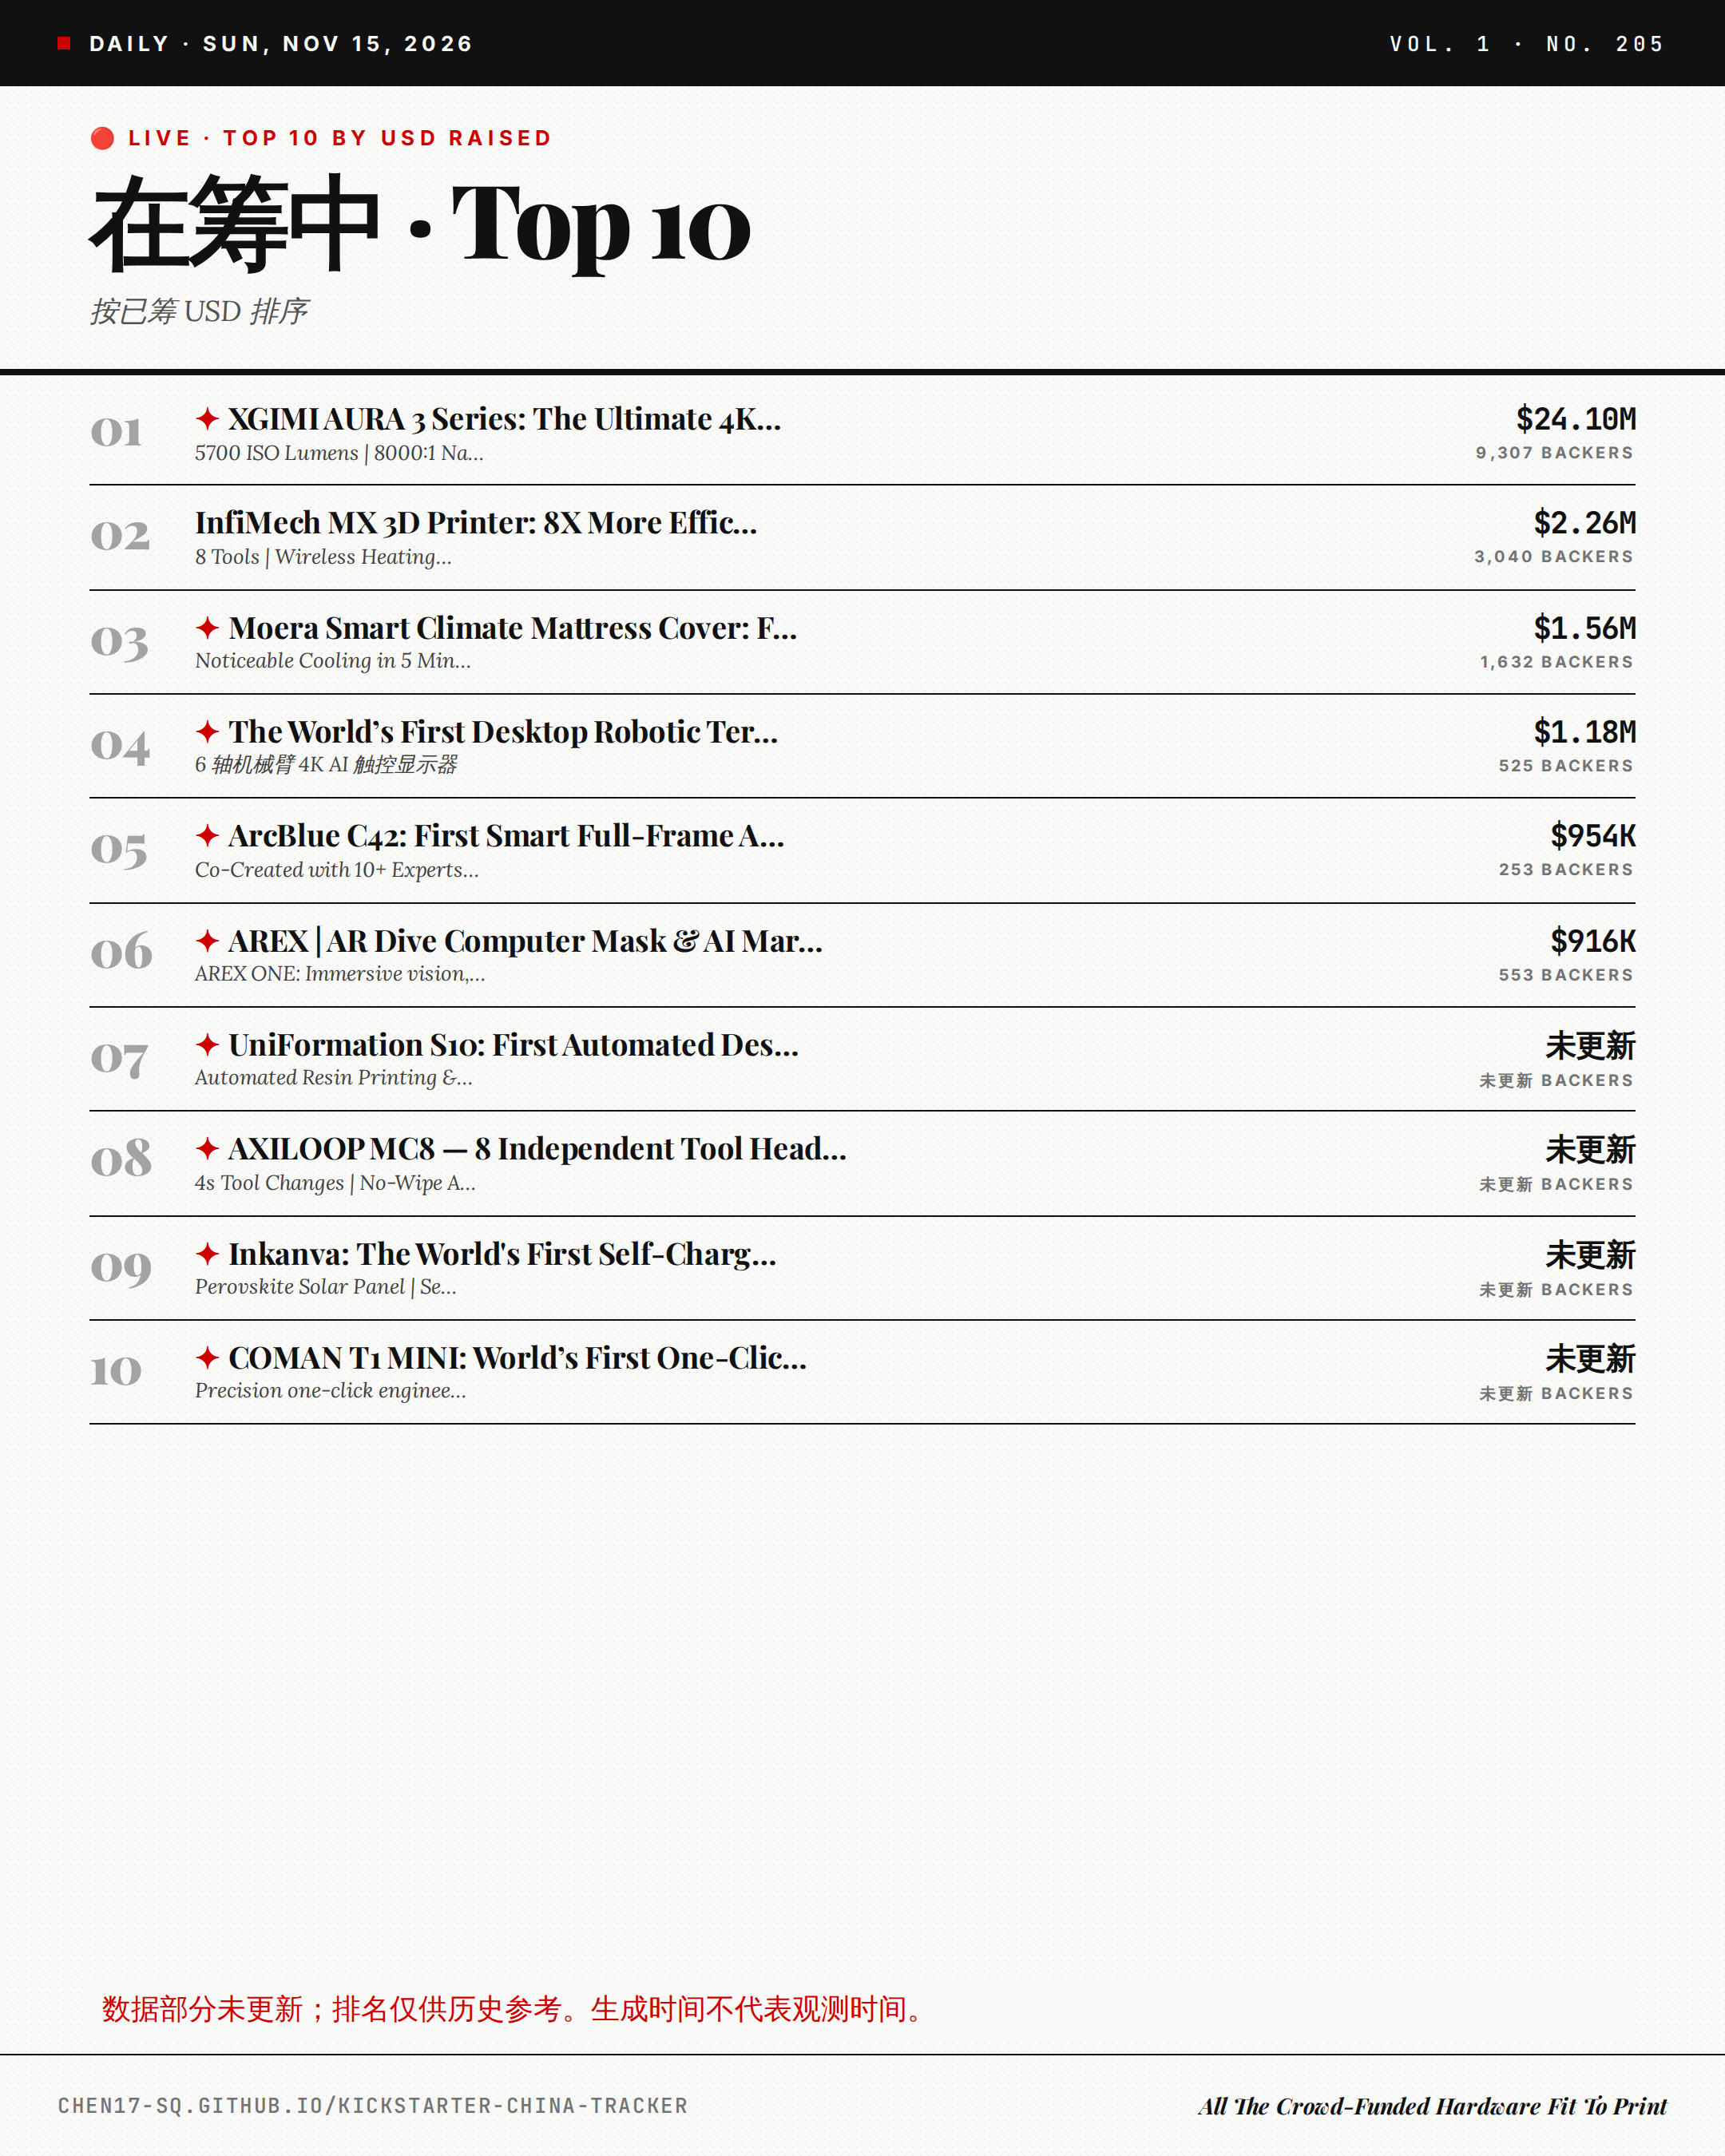 DAILY · SUN, NOV 15, 2026
VOL. 1 · NO. 205
LIVE · TOP 10 BY USD RAISED
在筹中 · Top 10
按已筹 USD 排序
01
✦ XGIMI AURA 3 Series: The Ultimate 4K...
$24.10M
5700 ISO Lumens | 8000:1 Na...
9,307 BACKERS
02
InfiMech MX 3D Printer: 8X More Effic...
$2.26M
8 Tools | Wireless Heating...
3,040 BACKERS
03
✦ Moera Smart Climate Mattress Cover: F...
$1.56M
Noticeable Cooling in 5 Min...
1,632 BACKERS
04
✦ The World’s First Desktop Robotic Ter...
$1.18M
6 轴机械臂 4K AI 触控显示器
525 BACKERS
05
✦ ArcBlue C42: First Smart Full-Frame A...
$954K
Co-Created with 10+ Experts...
253 BACKERS
06
✦ AREX | AR Dive Computer Mask & AI Mar...
$916K
AREX ONE: Immersive vision,...
553 BACKERS
07
✦ UniFormation S10: First Automated Des...
未更新
Automated Resin Printing &...
未更新 BACKERS
08
✦ AXILOOP MC8 — 8 Independent Tool Head...
未更新
4s Tool Changes | No-Wipe A...
未更新 BACKERS
09
✦ Inkanva: The World's First Self-Charg...
未更新
Perovskite Solar Panel | Se...
未更新 BACKERS
10
✦ COMAN T1 MINI: World’s First One-Clic...
未更新
Precision one-click enginee...
未更新 BACKERS
数据部分未更新；排名仅供历史参考。生成时间不代表观测时间。
CHEN17-SQ.GITHUB.IO/KICKSTARTER-CHINA-TRACKER
All The Crowd-Funded Hardware Fit To Print